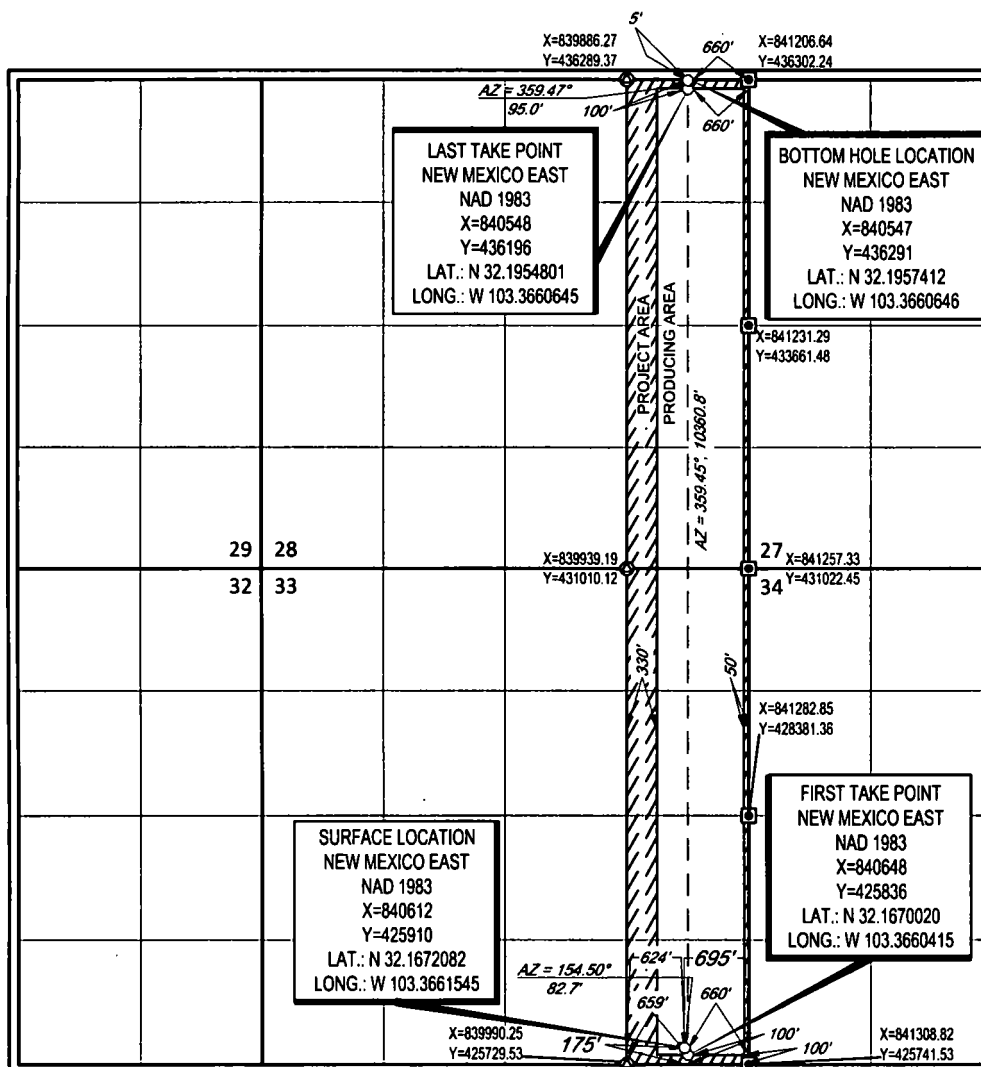 5'
X=839886.27
Y=436289.37
660'
X=841206.64
Y=436302.24
AZ = 359.47°
95.0'
100'
660'
LAST TAKE POINT
NEW MEXICO EAST
NAD 1983
X=840548
Y=436196
LAT.: N 32.1954801
LONG.: W 103.3660645
BOTTOM HOLE LOCATION
NEW MEXICO EAST
NAD 1983
X=840547
Y=436291
LAT.: N 32.1957412
LONG.: W 103.3660646
X=841231.29
Y=433661.48
PROJECT AREA
PRODUCING AREA
AZ = 359.45°, 10360.8'
29 28
32 33
X=839939.19
Y=431010.12
27
34
X=841257.33
Y=431022.45
330'
50'
X=841282.85
Y=428381.36
FIRST TAKE POINT
NEW MEXICO EAST
NAD 1983
X=840648
Y=425836
LAT.: N 32.1670020
LONG.: W 103.3660415
SURFACE LOCATION
NEW MEXICO EAST
NAD 1983
X=840612
Y=425910
LAT.: N 32.1672082
LONG.: W 103.3661545
624'
695'
AZ = 154.50°
82.7'
659'
660'
175'
100'
100'
X=839990.25
Y=425729.53
X=841308.82
Y=425741.53